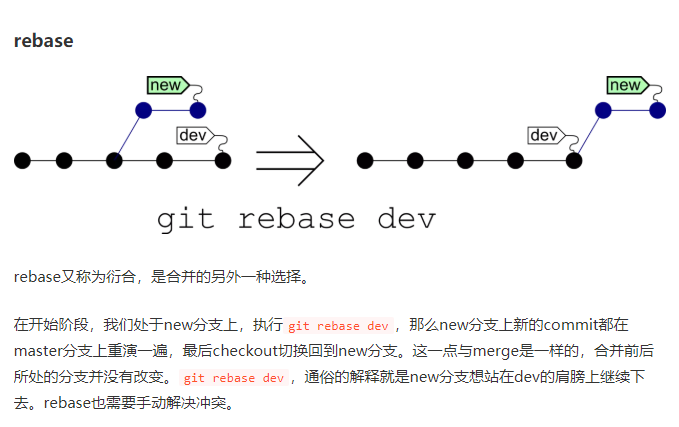 rebase
new
new
dev
dev
git rebase dev
rebase又称为衍合，是合并的另外一种选择。
在开始阶段，我们处于new分支上，执行 git rebase dev ，那么new分支上新的commit都在
master分支上重演一遍，最后checkout切换回到new分支。这一点与merge是一样的，合并前后
所处的分支并没有改变。 git rebase dev ，通俗的解释就是new分支想站在dev的肩膀上继续下
去。rebase也需要手动解决冲突。